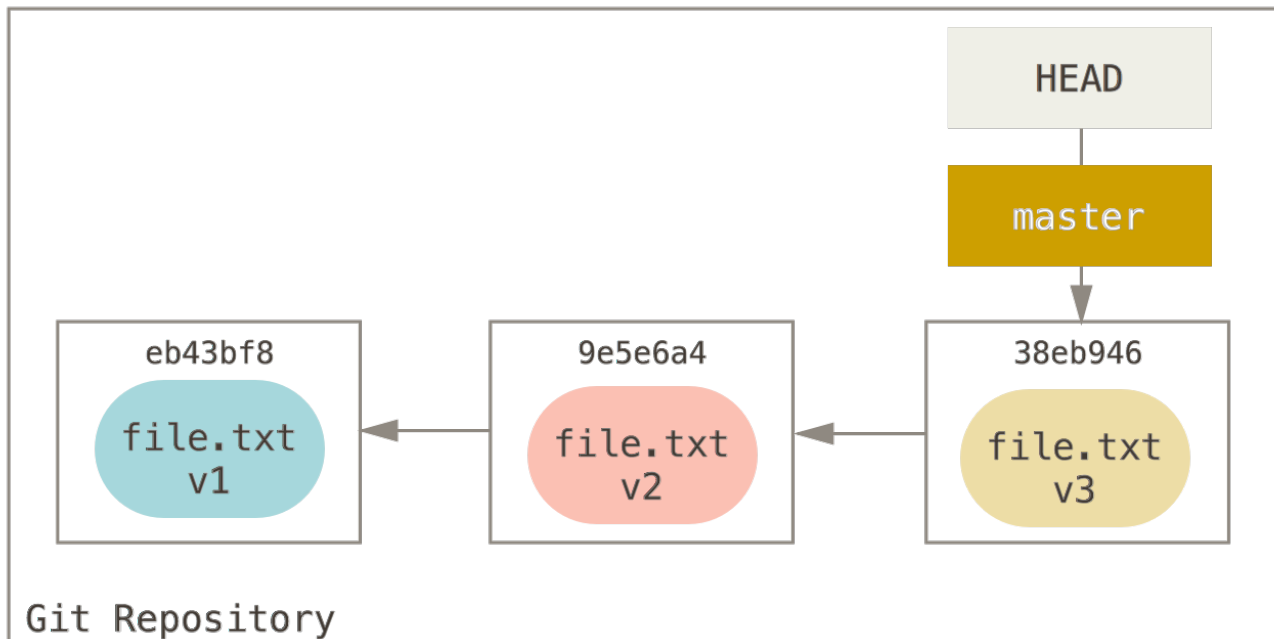 HEAD
master
eb43bf8
file.txt
v1
9e5e6a4
file.txt
v2
38eb946
file.txt
v3
Git Repository